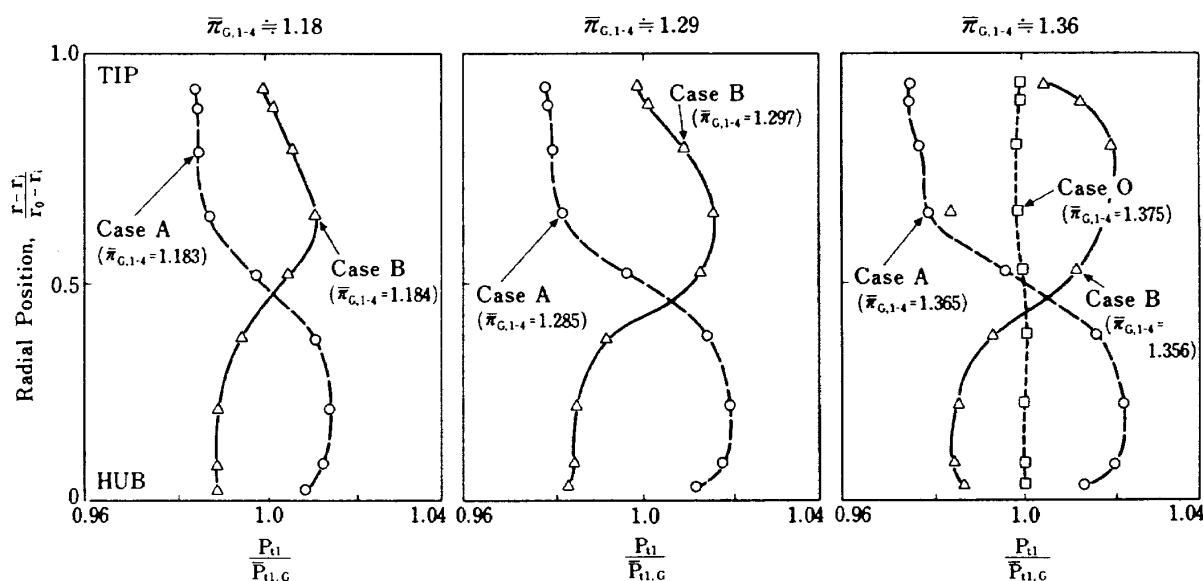 π̄G,1-4 ≒ 1.18
π̄G,1-4 ≒ 1.29
π̄G,1-4 ≒ 1.36
Radial Position, r − ri / r0 − ri
1.0
0.5
0
TIP
HUB
Case A
(π̄G,1-4 = 1.183)
Case B
(π̄G,1-4 = 1.184)
0.96
1.0
1.04
Pt1
P̄t1,G
Case B
(π̄G,1-4 = 1.297)
Case A
(π̄G,1-4 = 1.285)
0.96
1.0
1.04
Pt1
P̄t1,G
Case O
(π̄G,1-4 = 1.375)
Case A
(π̄G,1-4 = 1.365)
Case B
(π̄G,1-4 =
1.356)
0.96
1.0
1.04
Pt1
P̄t1,G